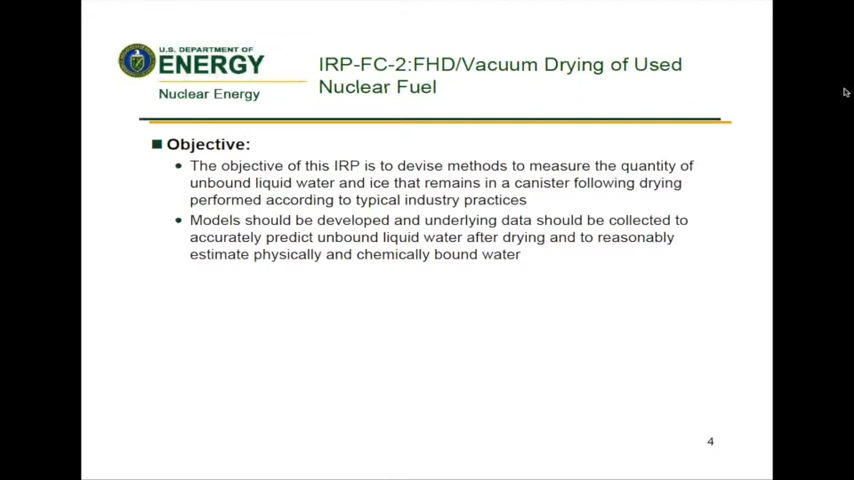 U.S. DEPARTMENT OF
ENERGY
Nuclear Energy
IRP-FC-2:FHD/Vacuum Drying of Used
Nuclear Fuel
Objective:
The objective of this IRP is to devise methods to measure the quantity of
unbound liquid water and ice that remains in a canister following drying
performed according to typical industry practices
Models should be developed and underlying data should be collected to
accurately predict unbound liquid water after drying and to reasonably
estimate physically and chemically bound water
4